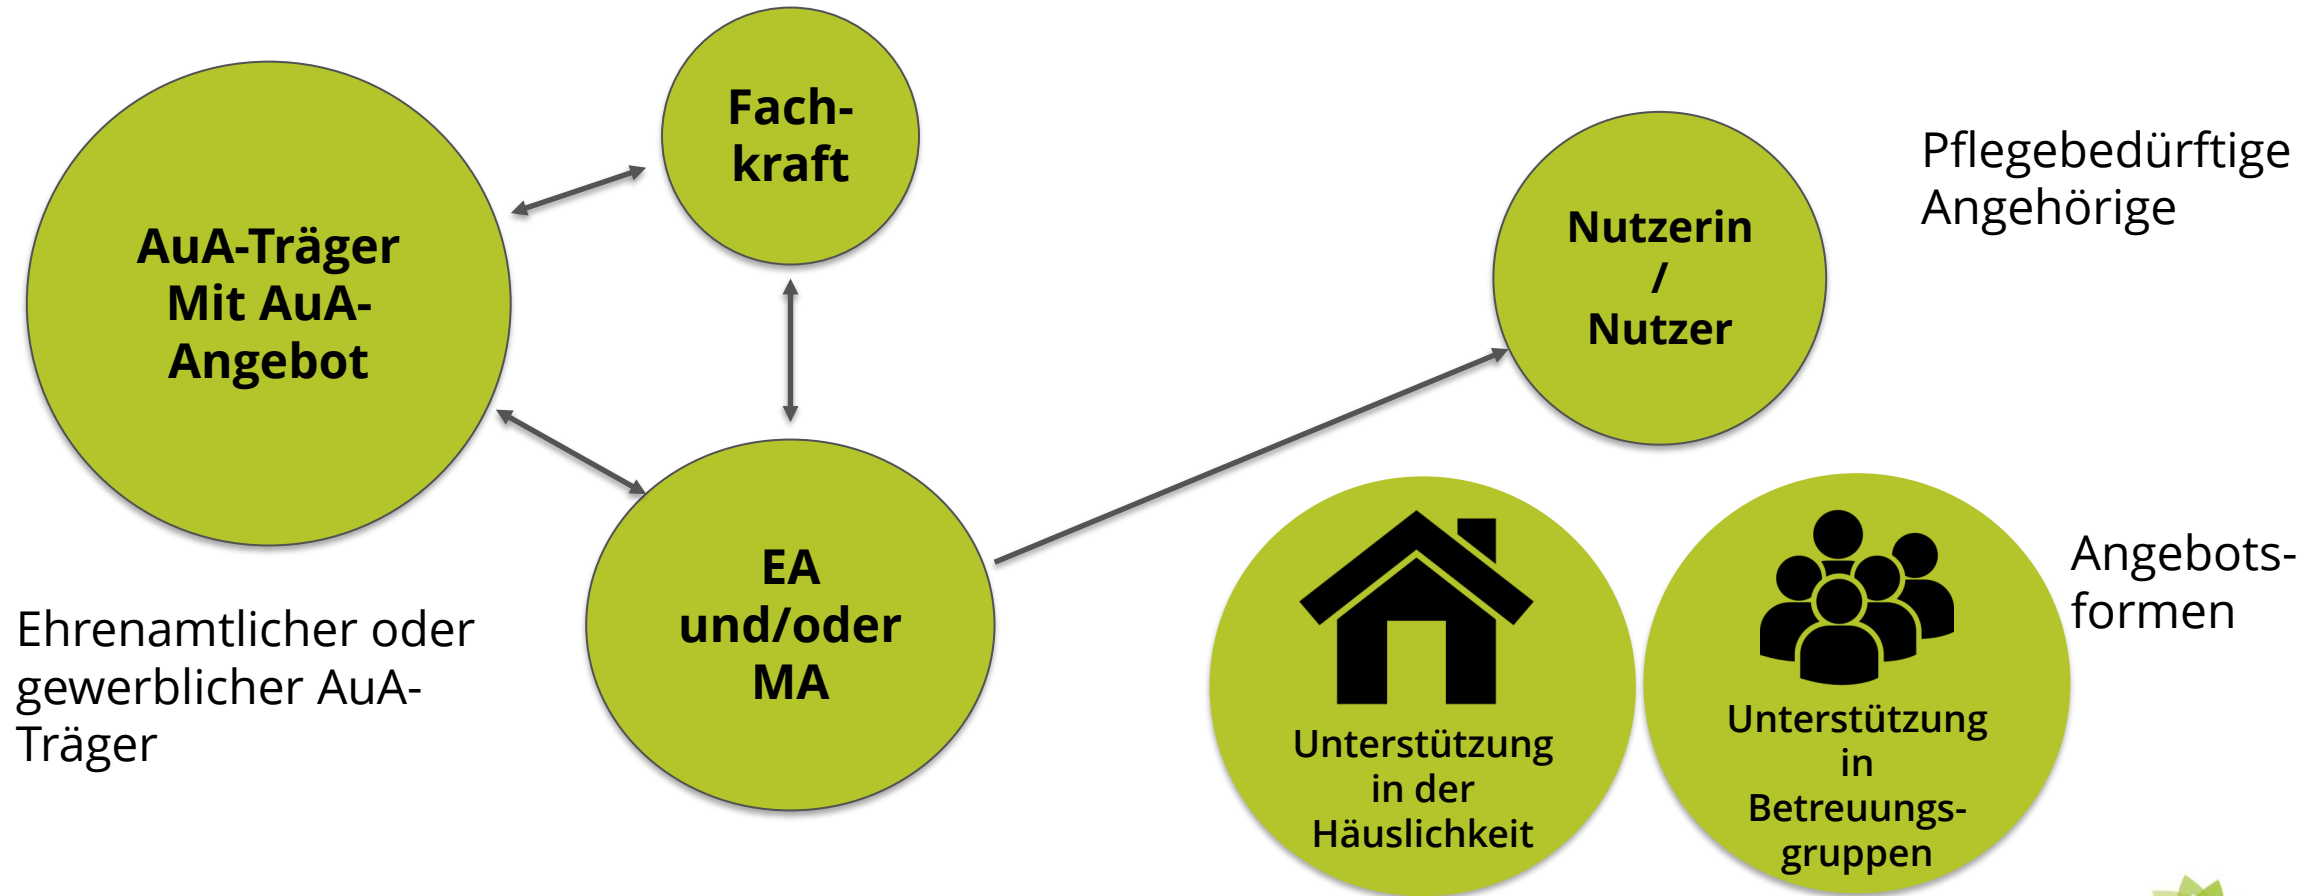 Fach-
kraft
AuA-Träger
Mit AuA-
Angebot
Nutzerin
/
Nutzer
Pflegebedürftige
Angehörige
EA
und/oder
MA
Ehrenamtlicher oder
gewerblicher AuA-
Träger
Unterstützung
in der
Häuslichkeit
Unterstützung
in
Betreuungs-
gruppen
Angebots-
formen